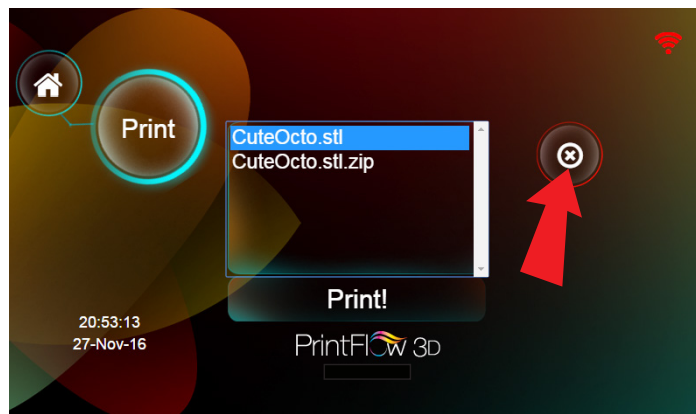 Print
CuteOcto.stl
CuteOcto.stl.zip
Print!
20:53:13
27-Nov-16
PrintFlow 3D